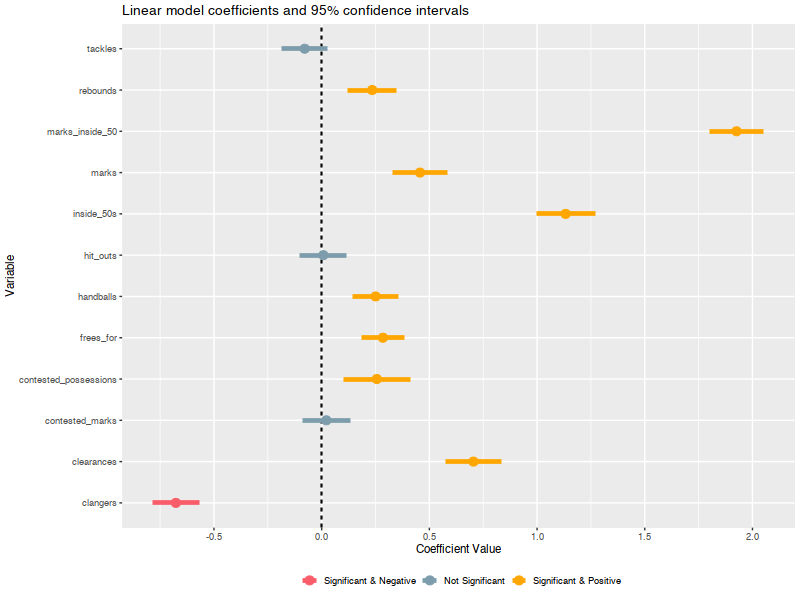 Linear model coefficients and 95% confidence intervals
Variable
tackles
rebounds
marks_inside_50
marks
inside_50s
hit_outs
handballs
frees_for
contested_possessions
contested_marks
clearances
clangers
-0.5 0.0 0.5 1.0 1.5 2.0
Coefficient Value
Significant & Negative Not Significant Significant & Positive